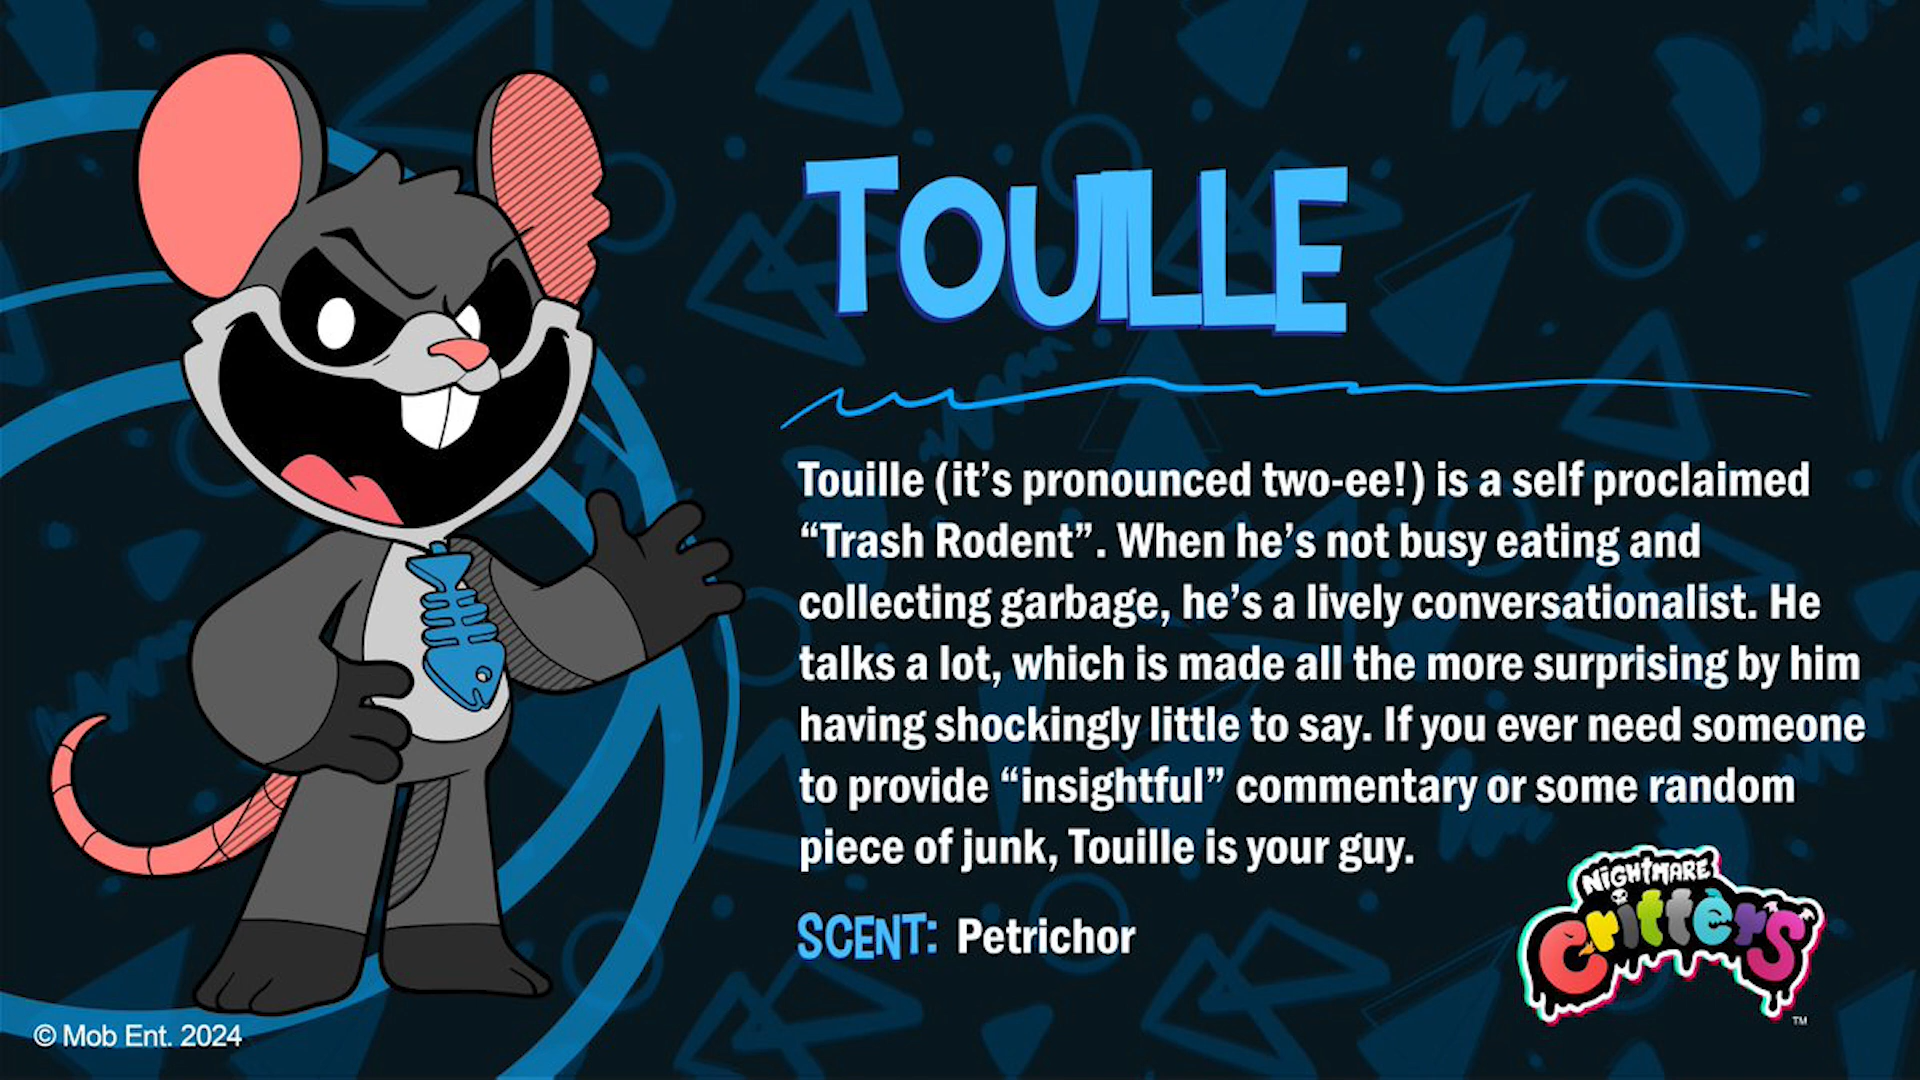 TOUILLE
Touille (it’s pronounced two-ee!) is a self proclaimed
“Trash Rodent”. When he’s not busy eating and
collecting garbage, he’s a lively conversationalist. He
talks a lot, which is made all the more surprising by him
having shockingly little to say. If you ever need someone
to provide “insightful” commentary or some random
piece of junk, Touille is your guy.
SCENT: Petrichor
NiGHtMARE
Critters
TM
© Mob Ent. 2024